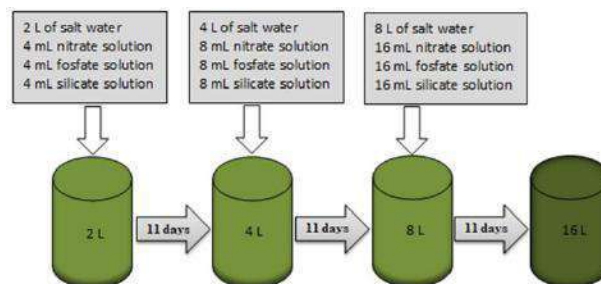 2 L of salt water
4 mL nitrate solution
4 mL fosfate solution
4 mL silicate solution
4 L of salt water
8 mL nitrate solution
8 mL fosfate solution
8 mL silicate solution
8 L of salt water
16 mL nitrate solution
16 mL fosfate solution
16 mL silicate solution
2 L
11 days
4 L
11 days
8 L
11 days
16 L